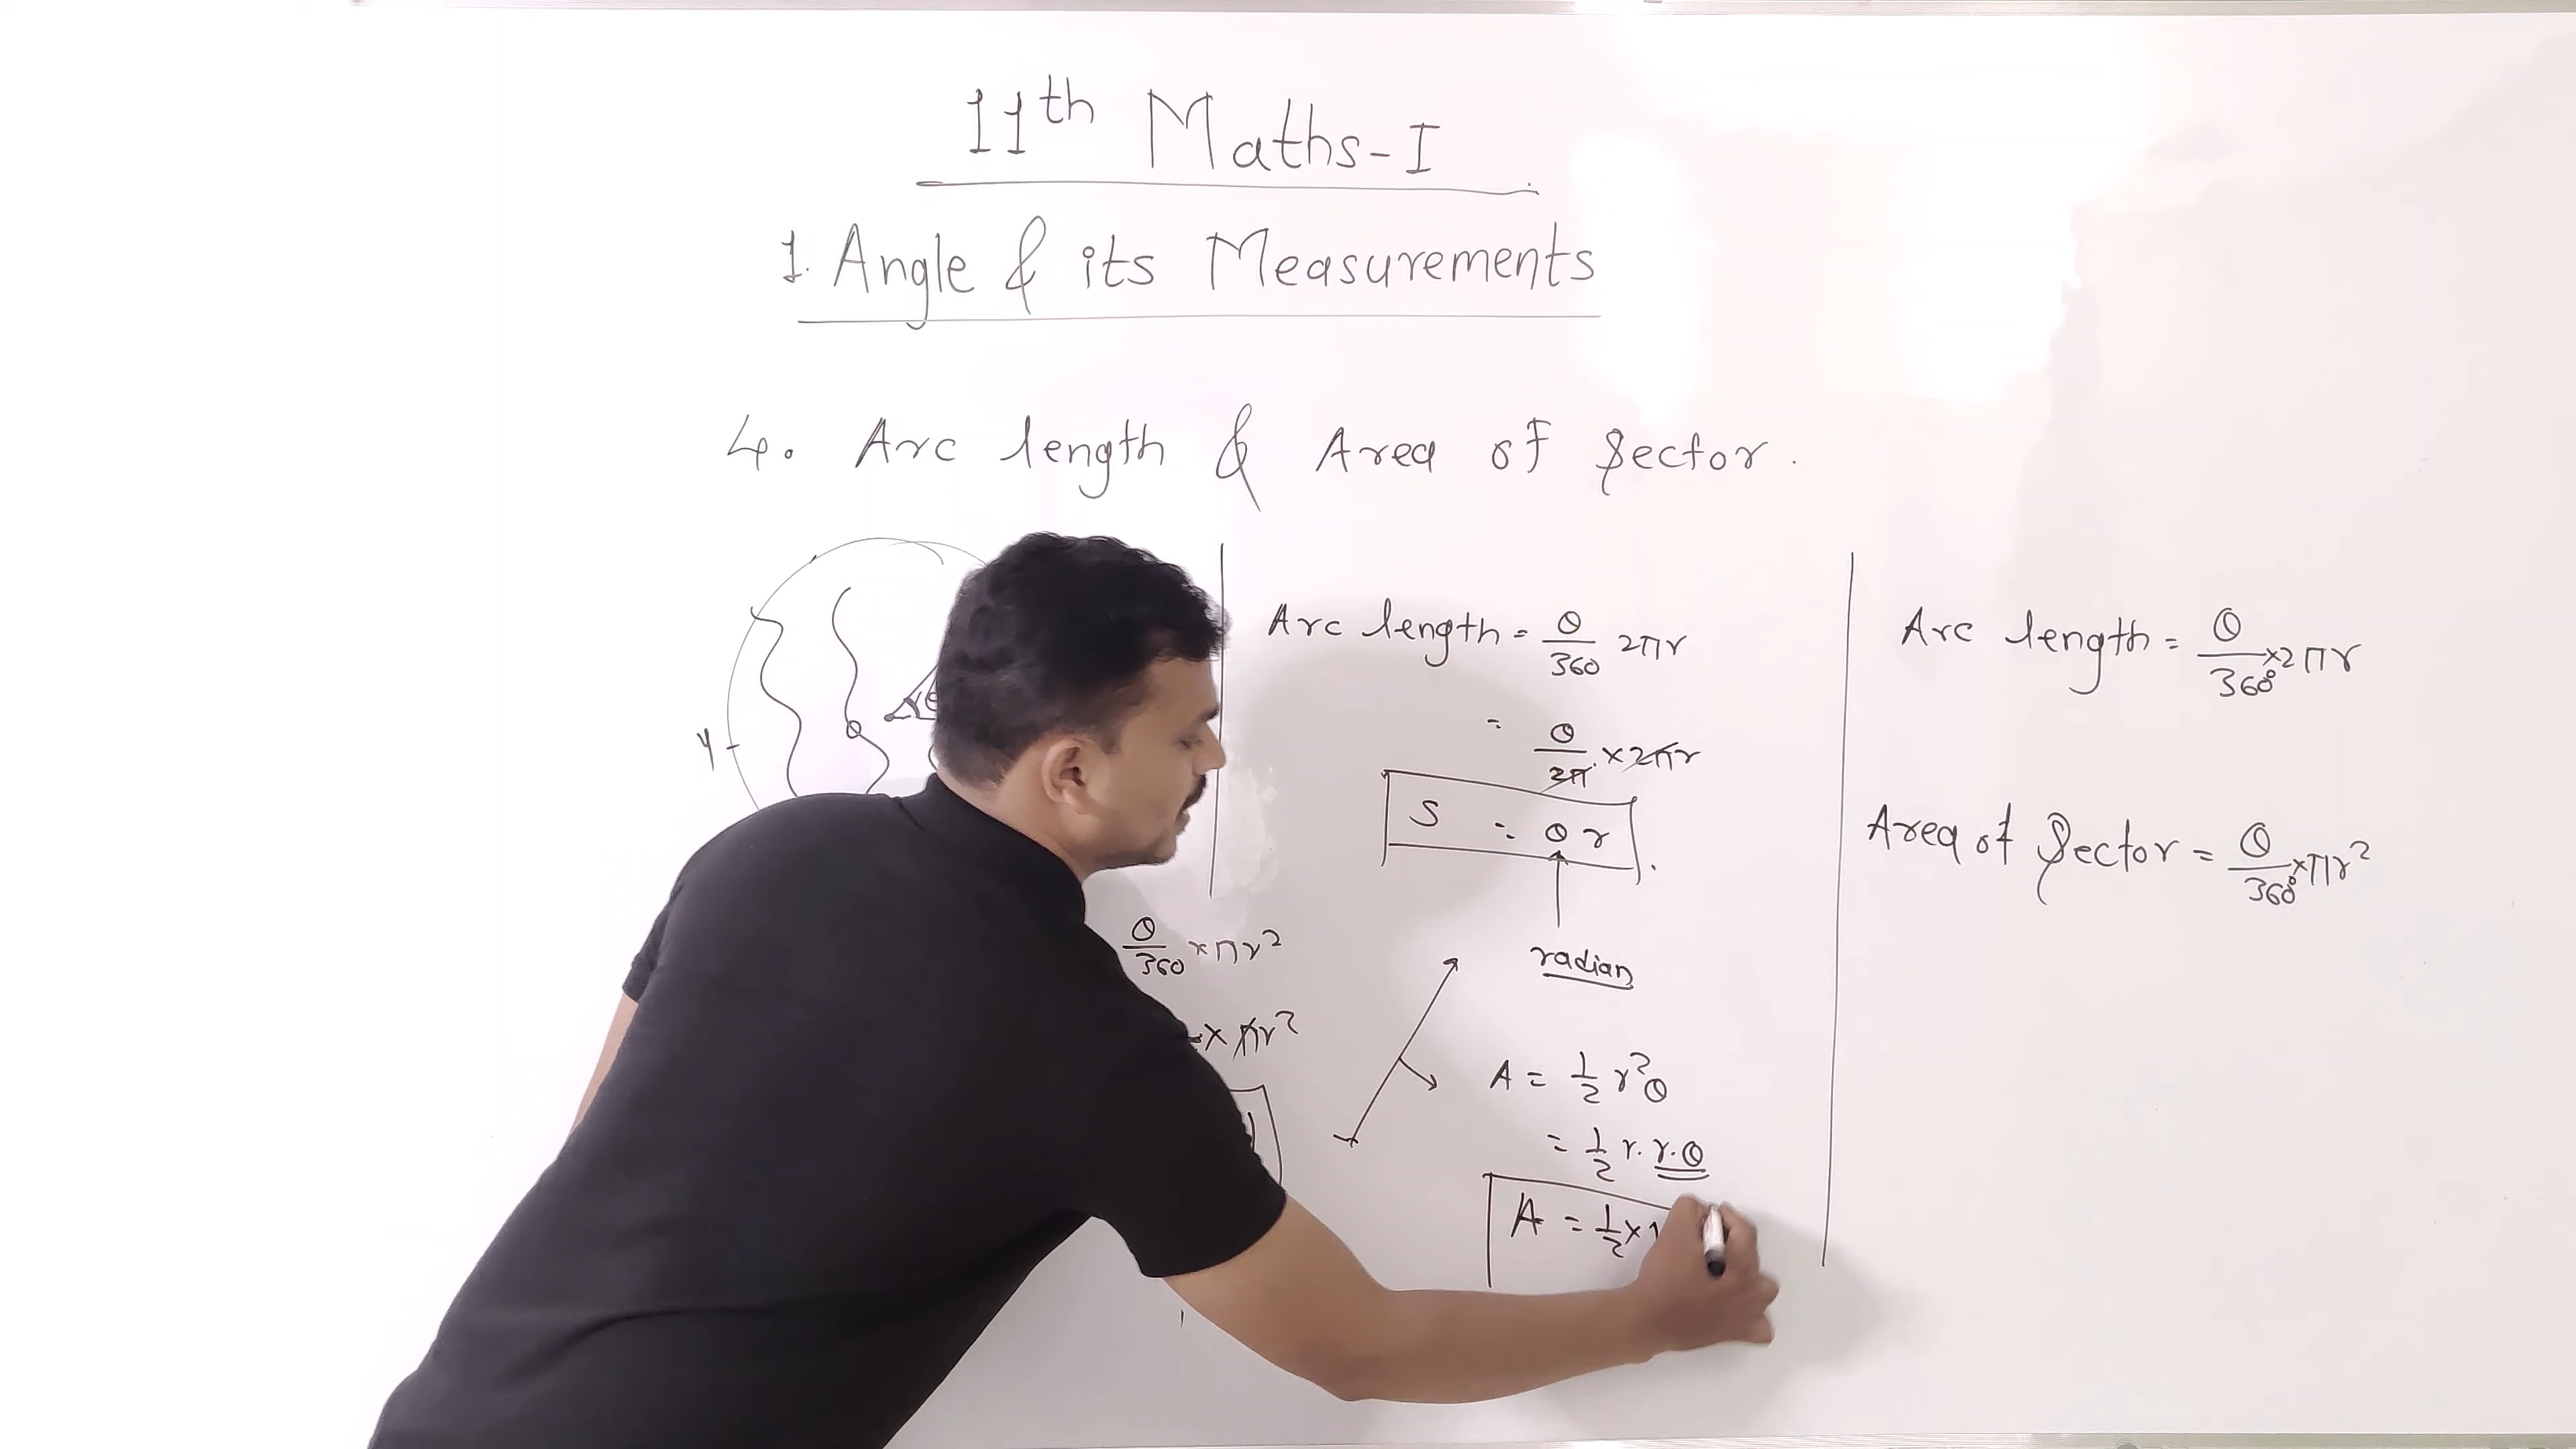 11th Maths-I
1. Angle & its Measurements
4. Arc length & Area of Sector.
Y
θ/360 × πr²
× πr²
Arc length = θ/360 2πr
= θ/2π × 2πr
S = θ r.
radian
A = 1/2 r²θ
= 1/2 r. r.θ
A = 1/2 ×
Arc length = θ/360° × 2πr
Area of Sector = θ/360° × πr²